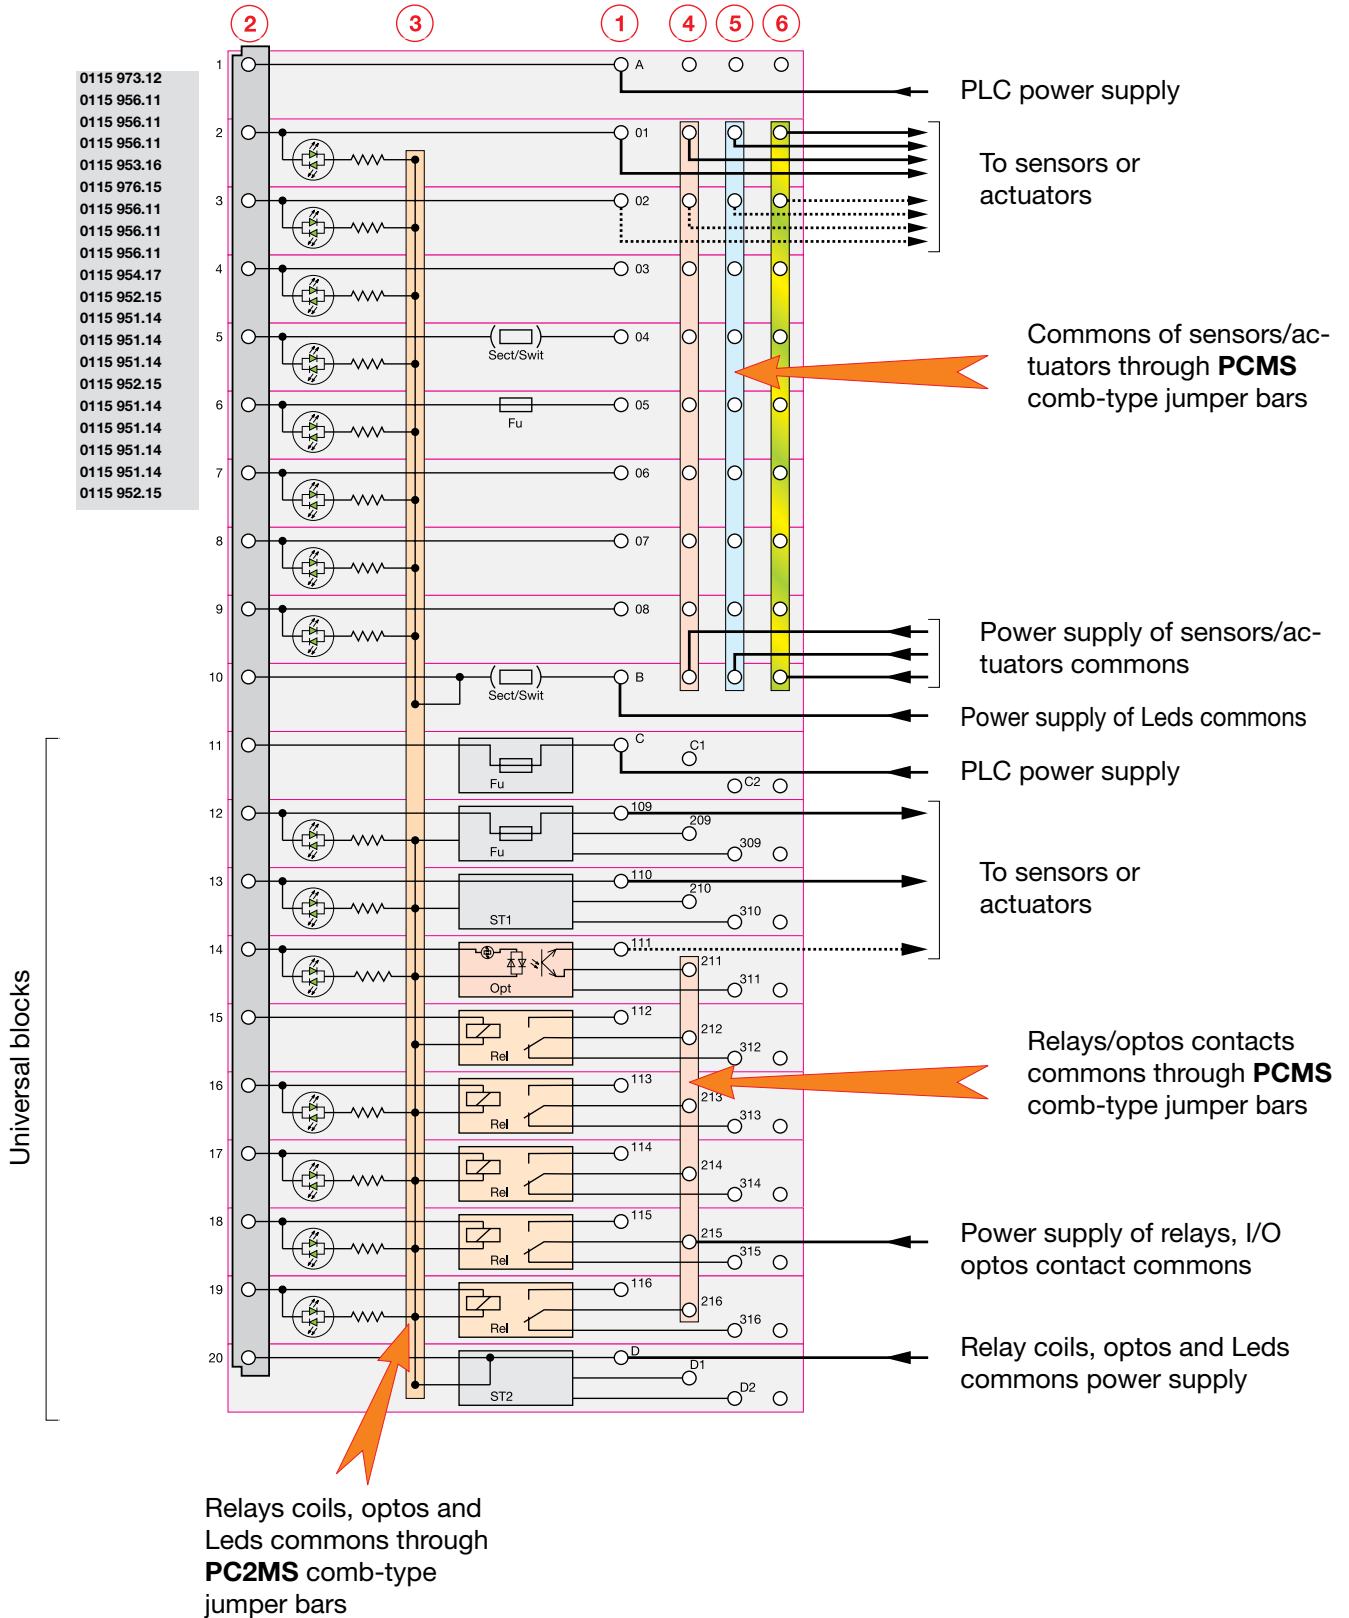 2 3 1 4 5 6
0115 973.12
0115 956.11
0115 956.11
0115 956.11
0115 953.16
0115 976.15
0115 956.11
0115 956.11
0115 956.11
0115 954.17
0115 952.15
0115 951.14
0115 951.14
0115 951.14
0115 952.15
0115 951.14
0115 951.14
0115 951.14
0115 951.14
0115 952.15
1 A
PLC power supply
2 01
To sensors or
actuators
3 02
4 03
5 Sect/Swit 04
Commons of sensors/ac-
tuators through PCMS
comb-type jumper bars
6 Fu 05
7 06
8 07
9 08
Power supply of sensors/ac-
tuators commons
10 Sect/Swit B
Power supply of Leds commons
Universal blocks
11 Fu C C1 C2
PLC power supply
12 Fu 109 209 309
To sensors or
actuators
13 ST1 110 210 310
14 Opt 111 211 311
15 Rel 112 212 312
Relays/optos contacts
commons through PCMS
comb-type jumper bars
16 Rel 113 213 313
17 Rel 114 214 314
18 Rel 115 215 315
Power supply of relays, I/O
optos contact commons
19 Rel 116 216 316
20 ST2 D D1 D2
Relay coils, optos and Leds
commons power supply
Relays coils, optos and
Leds commons through
PC2MS comb-type
jumper bars